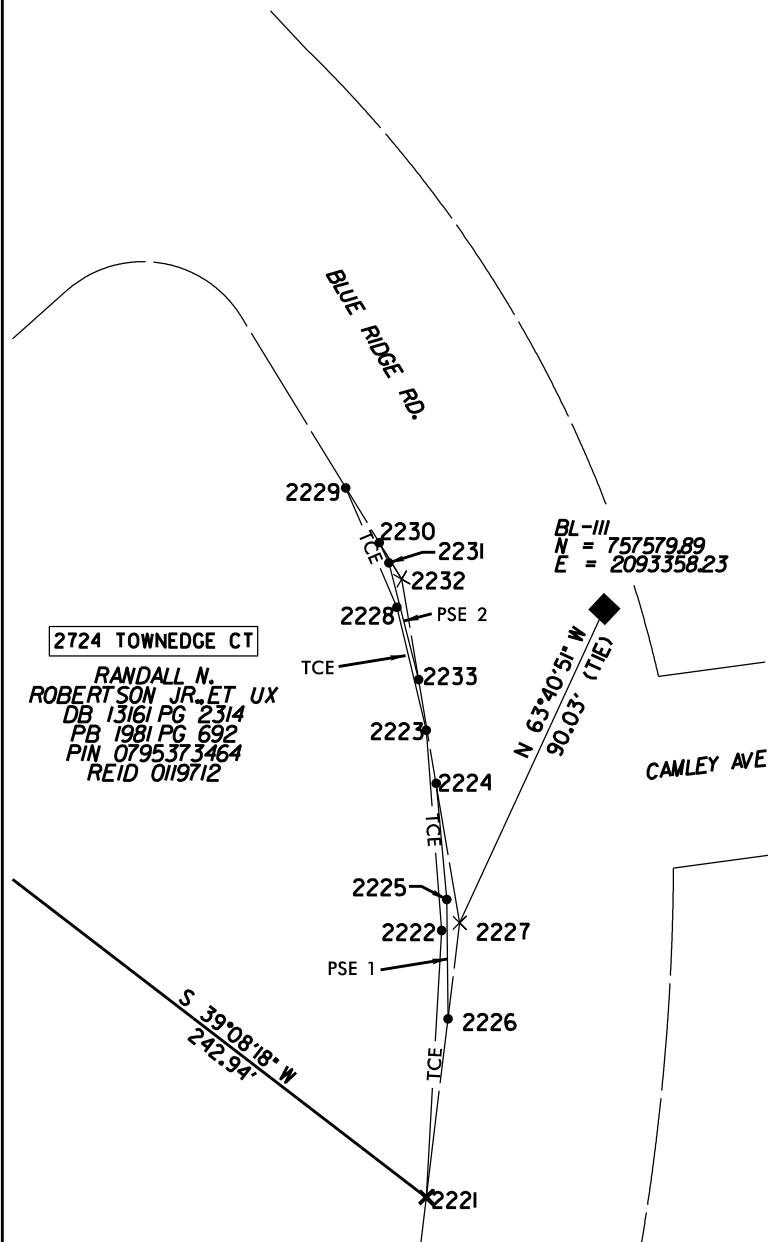 BLUE RIDGE RD.
2229
2230
2231
2232
TCE
2228
PSE 2
BL-111
N = 757579.89
E = 2093358.23
2724 TOWNEDGE CT
RANDALL N.
ROBERTSON JR., ET UX
DB 13161 PG 2314
PB 1981 PG 692
PIN 0795373464
REID 0119712
TCE
2233
N 63°40'51" W
90.03' (TIE)
2223
CAMLEY AVE
2224
TCE
2225
2222
2227
PSE 1
2226
S 39°08'18" W
242.94'
TCE
2221